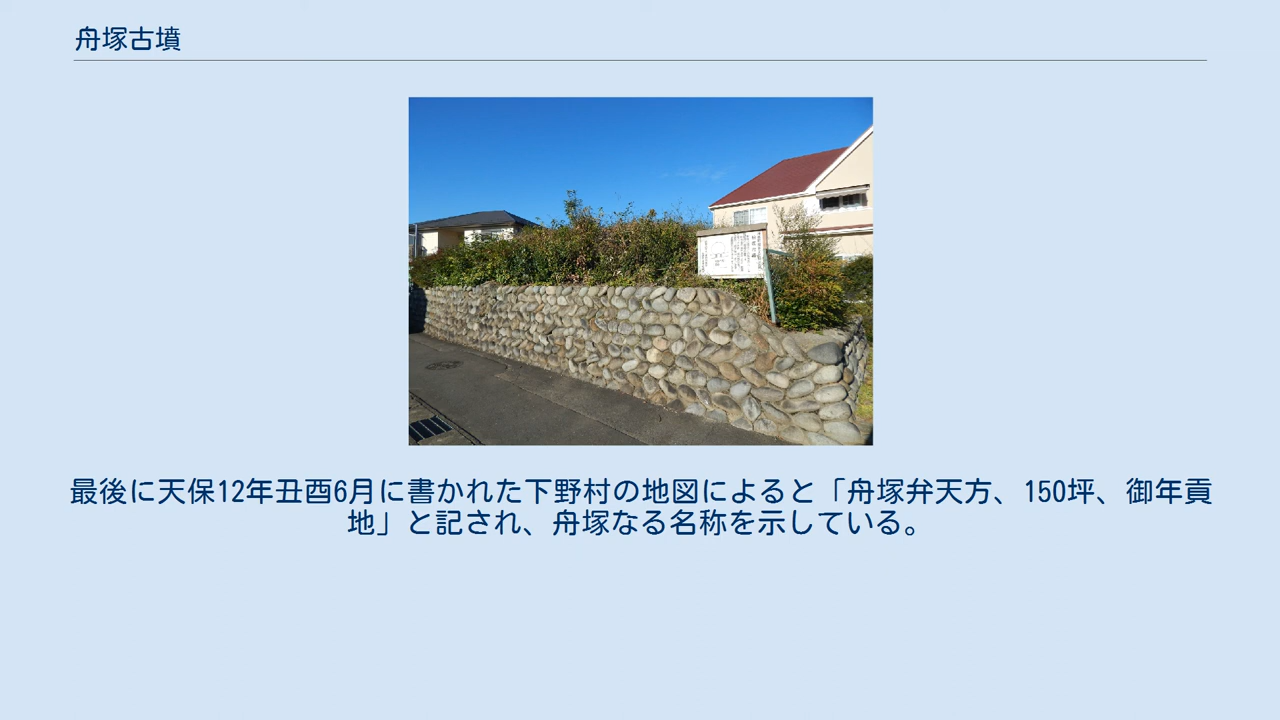 舟塚古墳
最後に天保12年丑酉6月に書かれた下野村の地図によると「舟塚弁天方、150坪、御年貢
地」と記され、舟塚なる名称を示している。